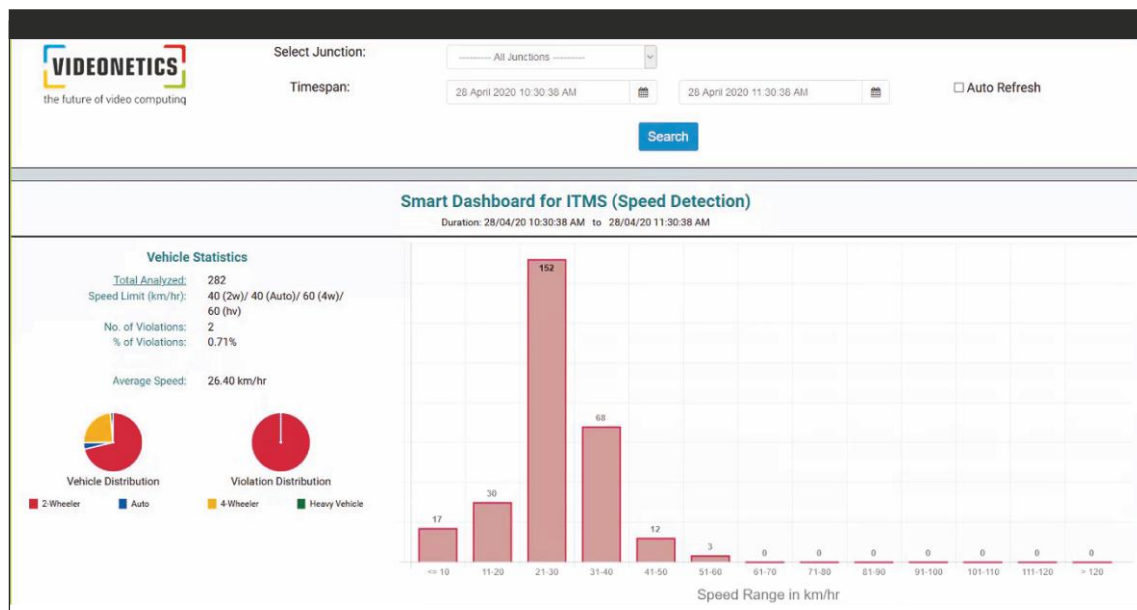 VIDEONETICS
the future of video computing
Select Junction:
---------- All Junctions ----------
Timespan:
28 April 2020 10:30:38 AM
28 April 2020 11:30:38 AM
Auto Refresh
Search
Smart Dashboard for ITMS (Speed Detection)
Duration: 28/04/20 10:30:38 AM to 28/04/20 11:30:38 AM
Vehicle Statistics
Total Analyzed: 282
Speed Limit (km/hr): 40 (2w)/ 40 (Auto)/ 60 (4w)/
60 (hv)
No. of Violations: 2
% of Violations: 0.71%
Average Speed: 26.40 km/hr
Vehicle Distribution
Violation Distribution
2-Wheeler Auto 4-Wheeler Heavy Vehicle
17 30 152 68 12 3 0 0 0 0 0 0 0
<= 10 11-20 21-30 31-40 41-50 51-60 61-70 71-80 81-90 91-100 101-110 111-120 > 120
Speed Range in km/hr